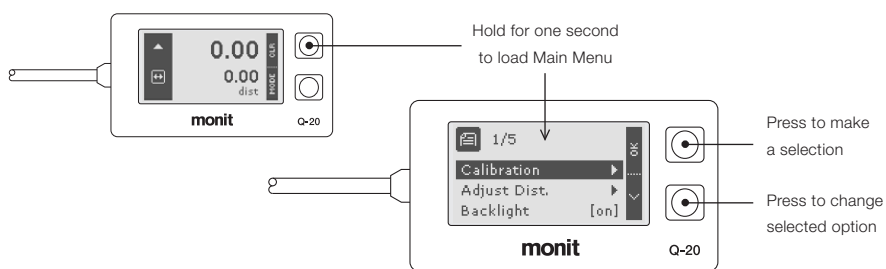 Hold for one second
to load Main Menu
0.00
CLR
0.00
dist
MODE
monit
Q-20
1/5
OK
Calibration
Adjust Dist.
Backlight [on]
monit
Q-20
Press to make
a selection
Press to change
selected option